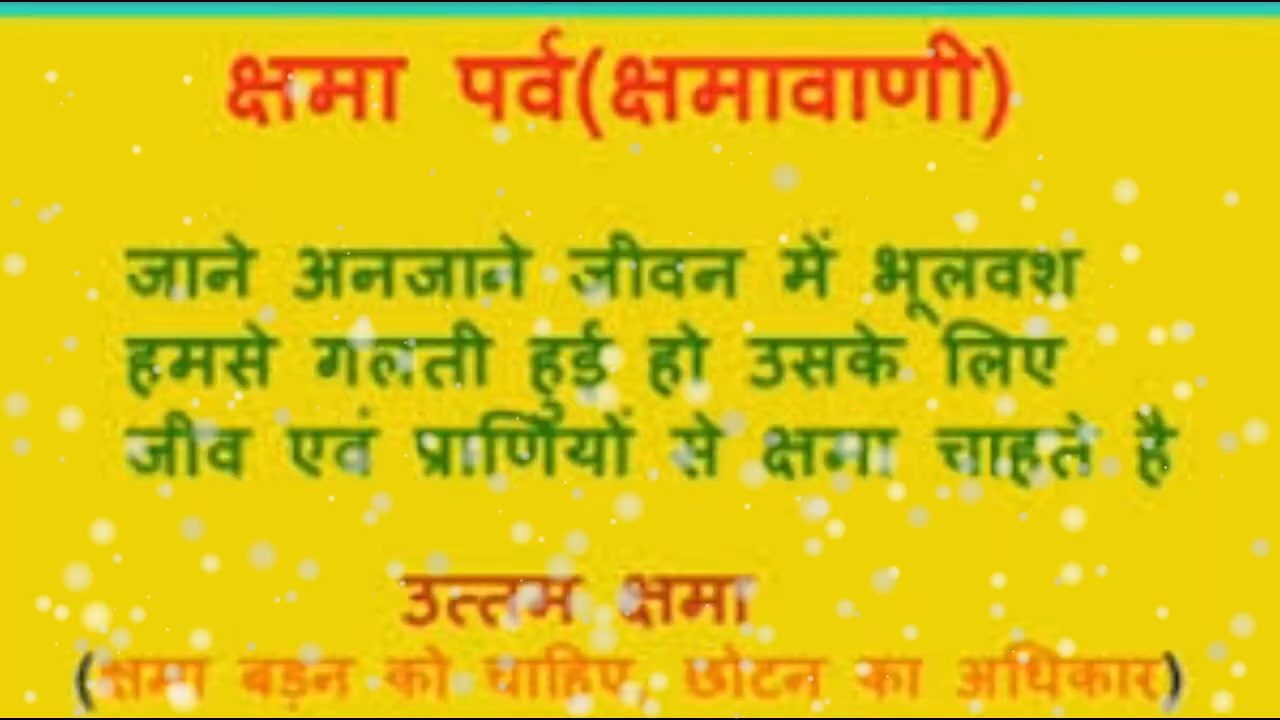 क्षमा पर्व(क्षमावाणी)
जाने अनजाने जीवन में भूलवश
हमसे गलती हुई हो उसके लिए
जीव एवं प्राणियों से क्षमा चाहते है
उत्तम क्षमा
(क्षमा बड़न को चाहिए, छोटन का अधिकार)